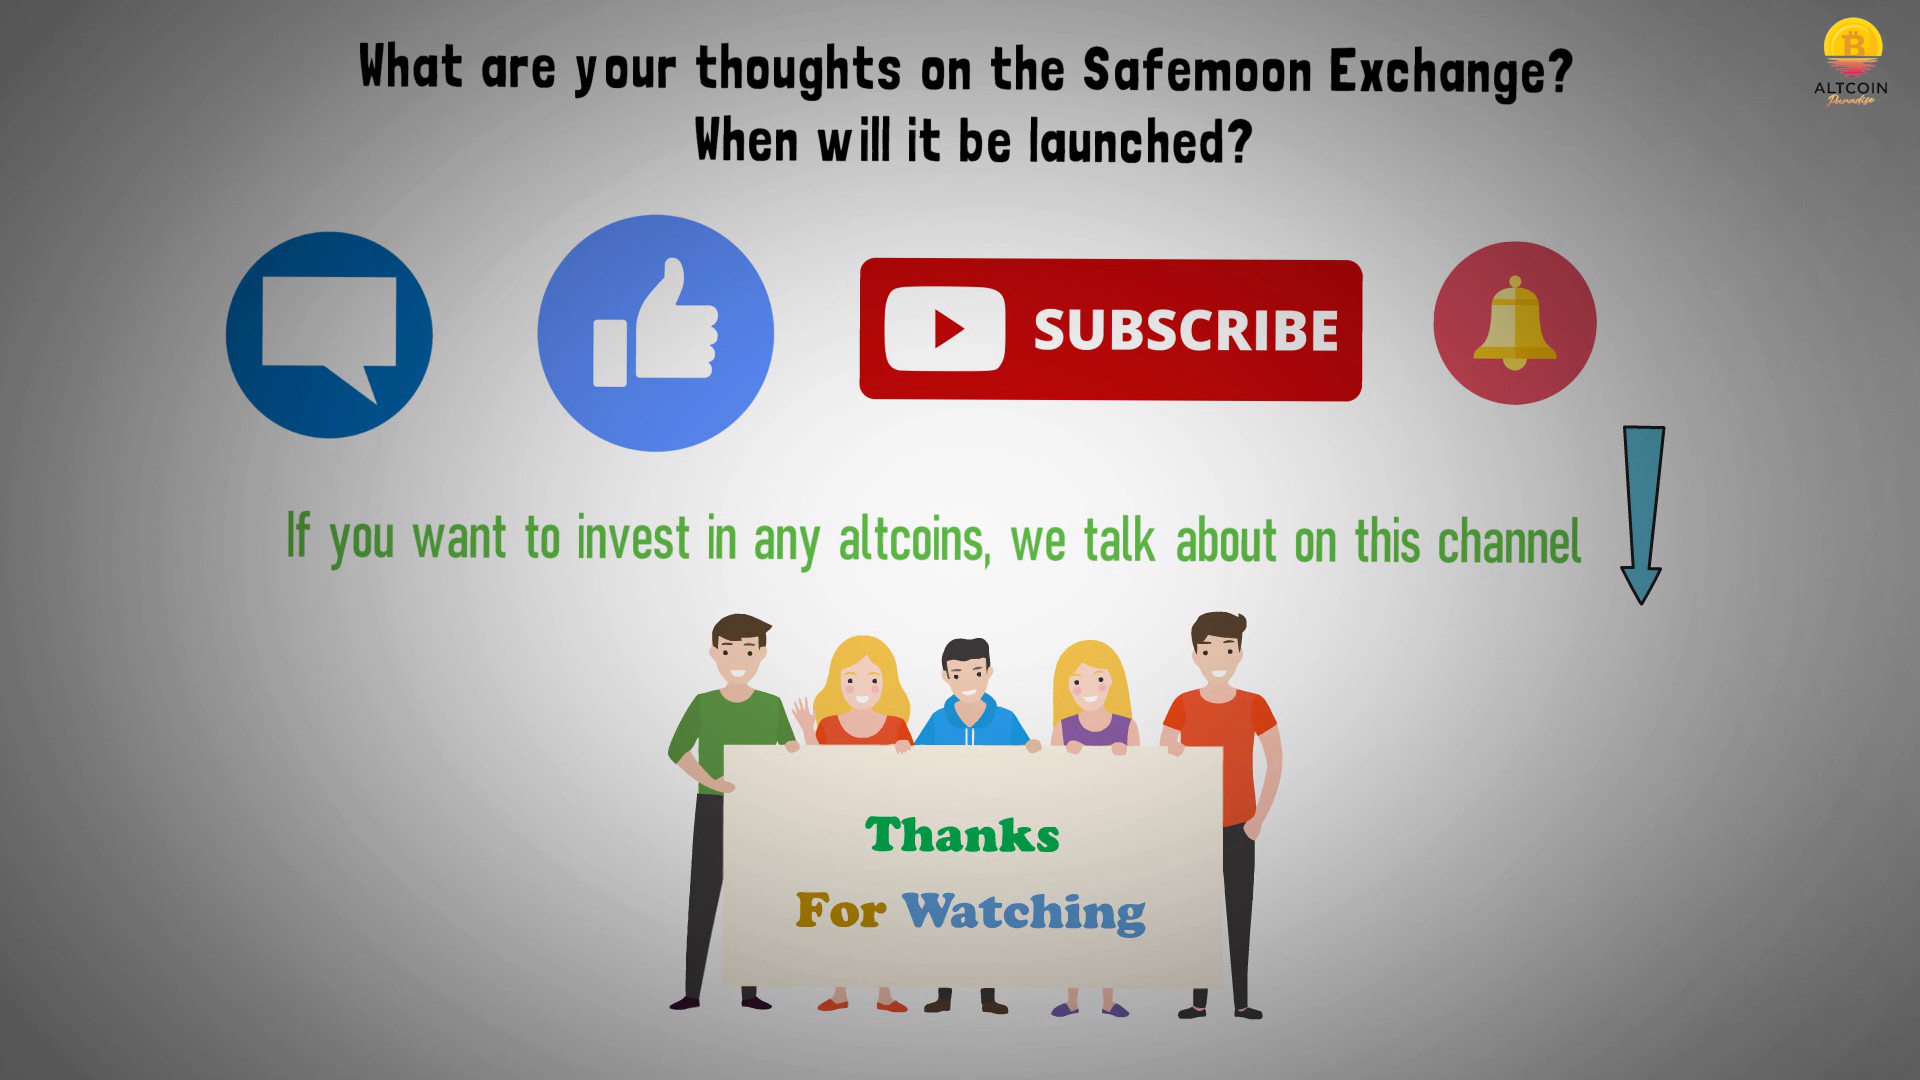 What are your thoughts on the Safemoon Exchange?
When will it be launched?
ALTCOIN
Paradise
SUBSCRIBE
If you want to invest in any altcoins, we talk about on this channel
Thanks
For Watching